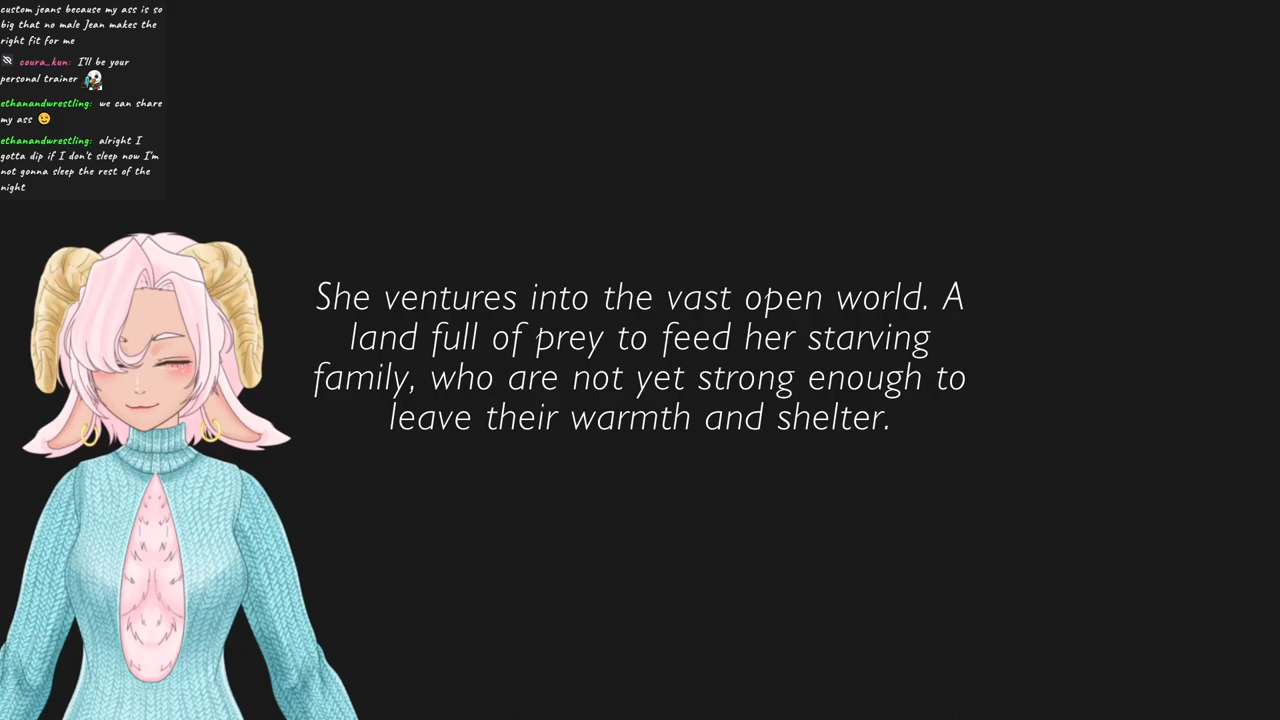 custom jeans because my ass is so
big that no male Jean makes the
right fit for me
coura_kun: I'll be your
personal trainer
ethanandwrestling: we can share
my ass
ethanandwrestling: alright I
gotta dip if I don't sleep now I'm
not gonna sleep the rest of the
night
She ventures into the vast open world. A
land full of prey to feed her starving
family, who are not yet strong enough to
leave their warmth and shelter.